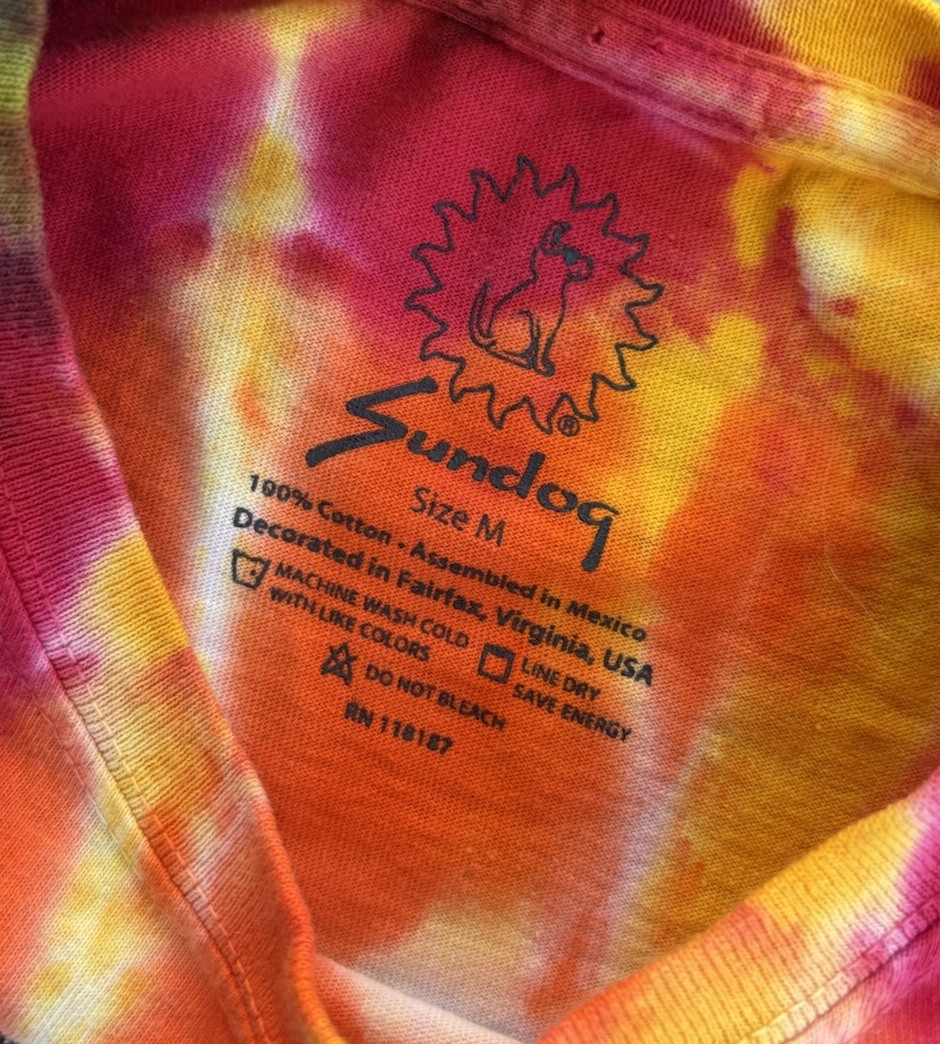 ®
Sundog
Size M
100% Cotton • Assembled in Mexico
Decorated in Fairfax, Virginia, USA
MACHINE WASH COLD
WITH LIKE COLORS
LINE DRY
SAVE ENERGY
DO NOT BLEACH
RN 118187